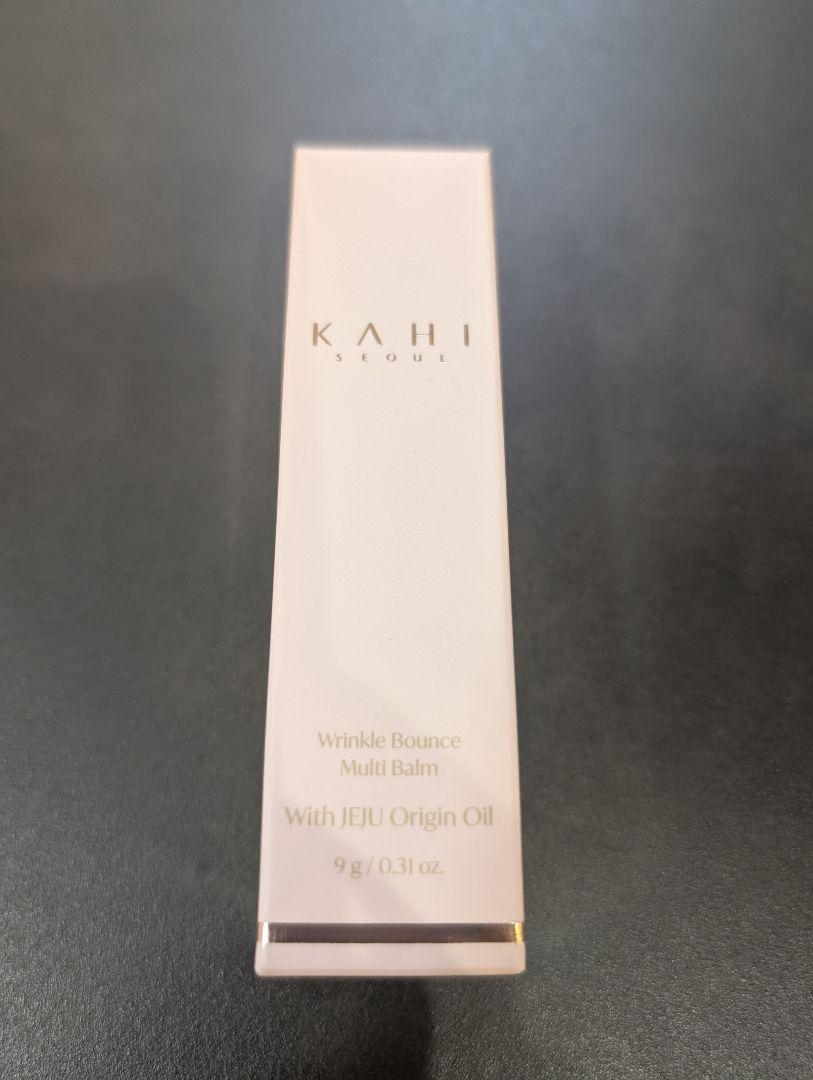 KAHI
SEOUL
Wrinkle Bounce
Multi Balm
With JEJU Origin Oil
9 g / 0.31 oz.